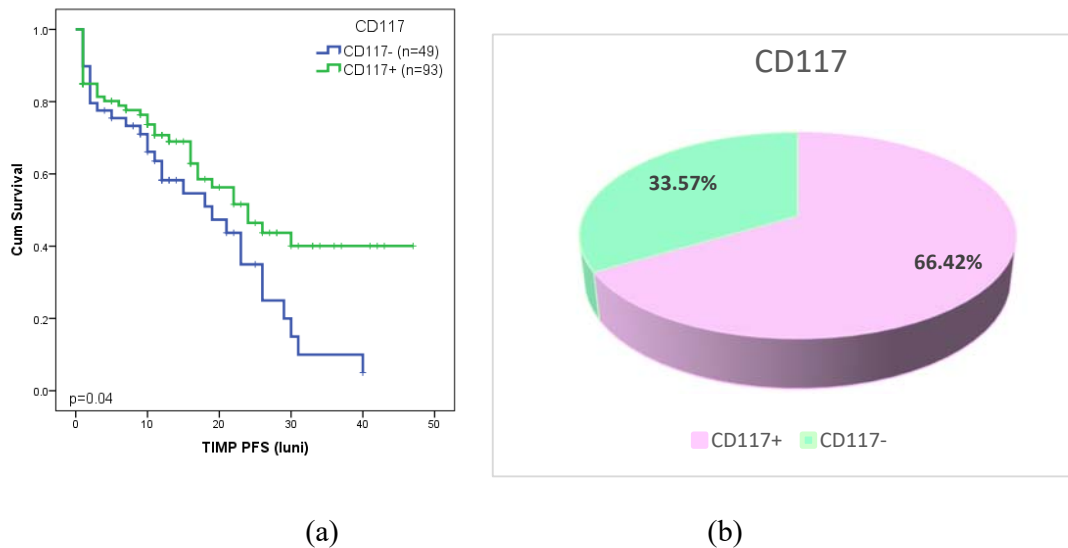 CD117
CD117- (n=49)
CD117+ (n=93)
1.0
0.8
0.6
0.4
0.2
0.0
Cum Survival
p=0.04
0 10 20 30 40 50
TIMP PFS (luni)
(a)
CD117
33.57%
66.42%
CD117+ CD117-
(b)